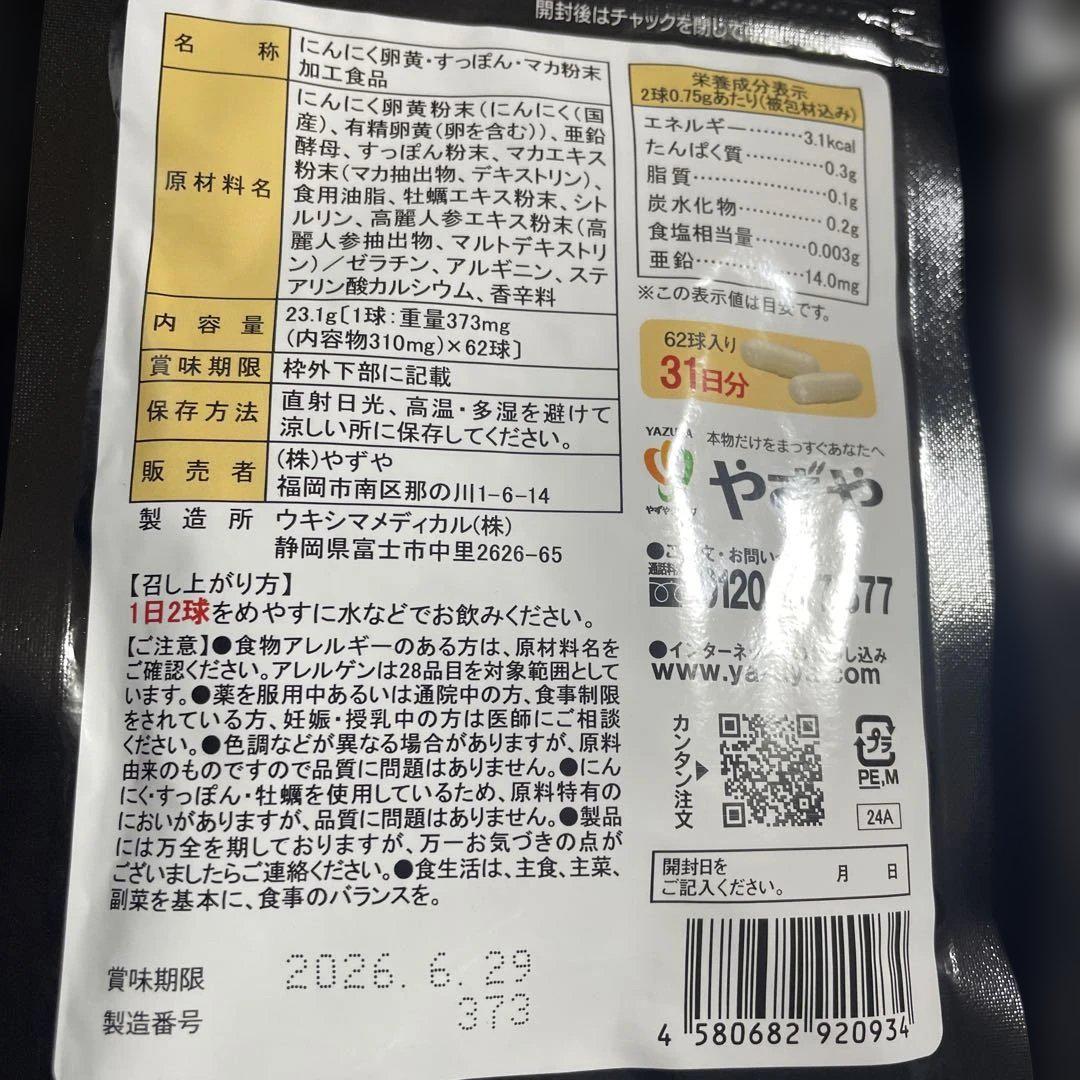 開封後はチャックを閉じて
名称
にんにく卵黄・すっぽん・マカ粉末
加工食品
原材料名
にんにく卵黄粉末(にんにく(国
産)、有精卵黄(卵を含む))、亜鉛
酵母、すっぽん粉末、マカエキス
粉末(マカ抽出物、デキストリン)、
食用油脂、牡蠣エキス粉末、シト
ルリン、高麗人参エキス粉末(高
麗人参抽出物、マルトデキストリ
ン)/ゼラチン、アルギニン、ステ
アリン酸カルシウム、香辛料
内容量
23.1g〔1球:重量373mg
(内容物310mg)×62球〕
賞味期限
枠外下部に記載
保存方法
直射日光、高温・多湿を避けて
涼しい所に保存してください。
販売者
(株)やずや
福岡市南区那の川1-6-14
製造所 ウキシマメディカル(株)
静岡県富士市中里2626-65
【召し上がり方】
1日2球をめやすに水などでお飲みください。
【ご注意】●食物アレルギーのある方は、原材料名を
ご確認ください。アレルゲンは28品目を対象範囲として
います。●薬を服用中あるいは通院中の方、食事制限
をされている方、妊娠・授乳中の方は医師にご相談
ください。●色調などが異なる場合がありますが、原料
由来のものですので品質に問題はありません。●にん
にく・すっぽん・牡蠣を使用しているため、原料特有の
においがありますが、品質に問題はありません。●製品
には万全を期しておりますが、万一お気づきの点が
ございましたらご連絡ください。●食生活は、主食、主菜、
副菜を基本に、食事のバランスを。
賞味期限 2026.6.29
製造番号 373
栄養成分表示
2球0.75gあたり(被包材込み)
エネルギー………3.1kcal
たんぱく質…………0.3g
脂質…………………0.1g
炭水化物……………0.2g
食塩相当量………0.003g
亜鉛………………14.0mg
※この表示値は目安です。
62球入り
31日分
YAZUYA
本物だけをまっすぐあなたへ
やずや
0120
●インターネッ
し込み
カンタン注文
プラ
PE,M
24A
開封日を
ご記入ください。
月 日
4 580682 920934